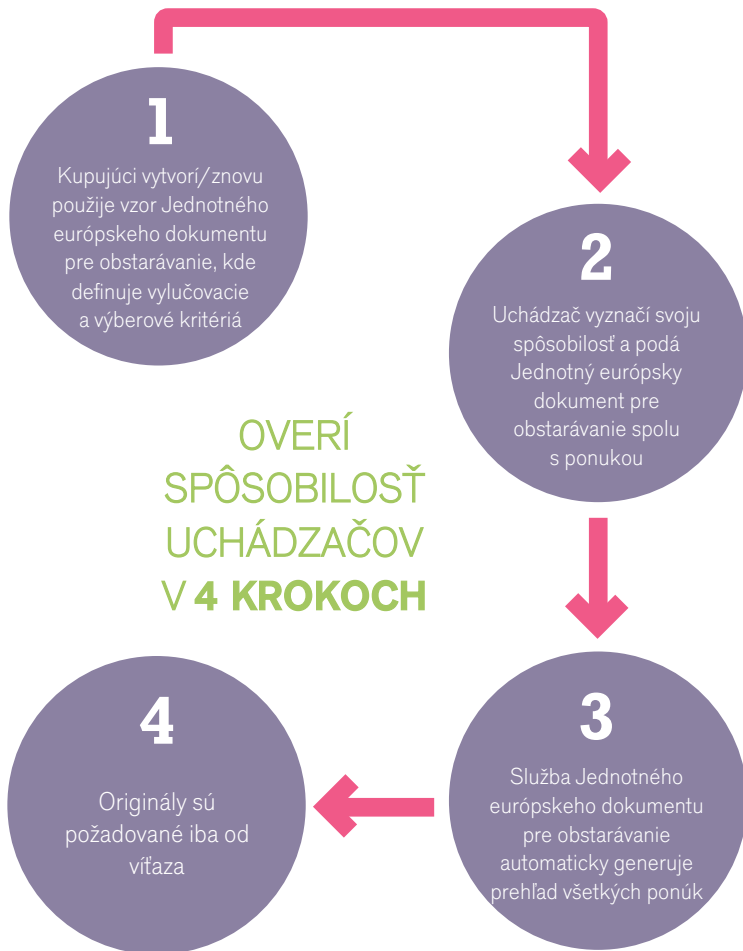 1
Kupujúci vytvorí/znovu
použije vzor Jednotného
európskeho dokumentu
pre obstarávanie, kde
definuje vylučovacie
a výberové kritériá
2
Uchádzač vyznačí svoju
spôsobilosť a podá
Jednotný európsky
dokument pre
obstarávanie spolu
s ponukou
OVERÍ
SPÔSOBILOSŤ
UCHÁDZAČOV
V 4 KROKOCH
3
Služba Jednotného
európskeho dokumentu
pre obstarávanie
automaticky generuje
prehľad všetkých ponúk
4
Originály sú
požadované iba od
víťaza